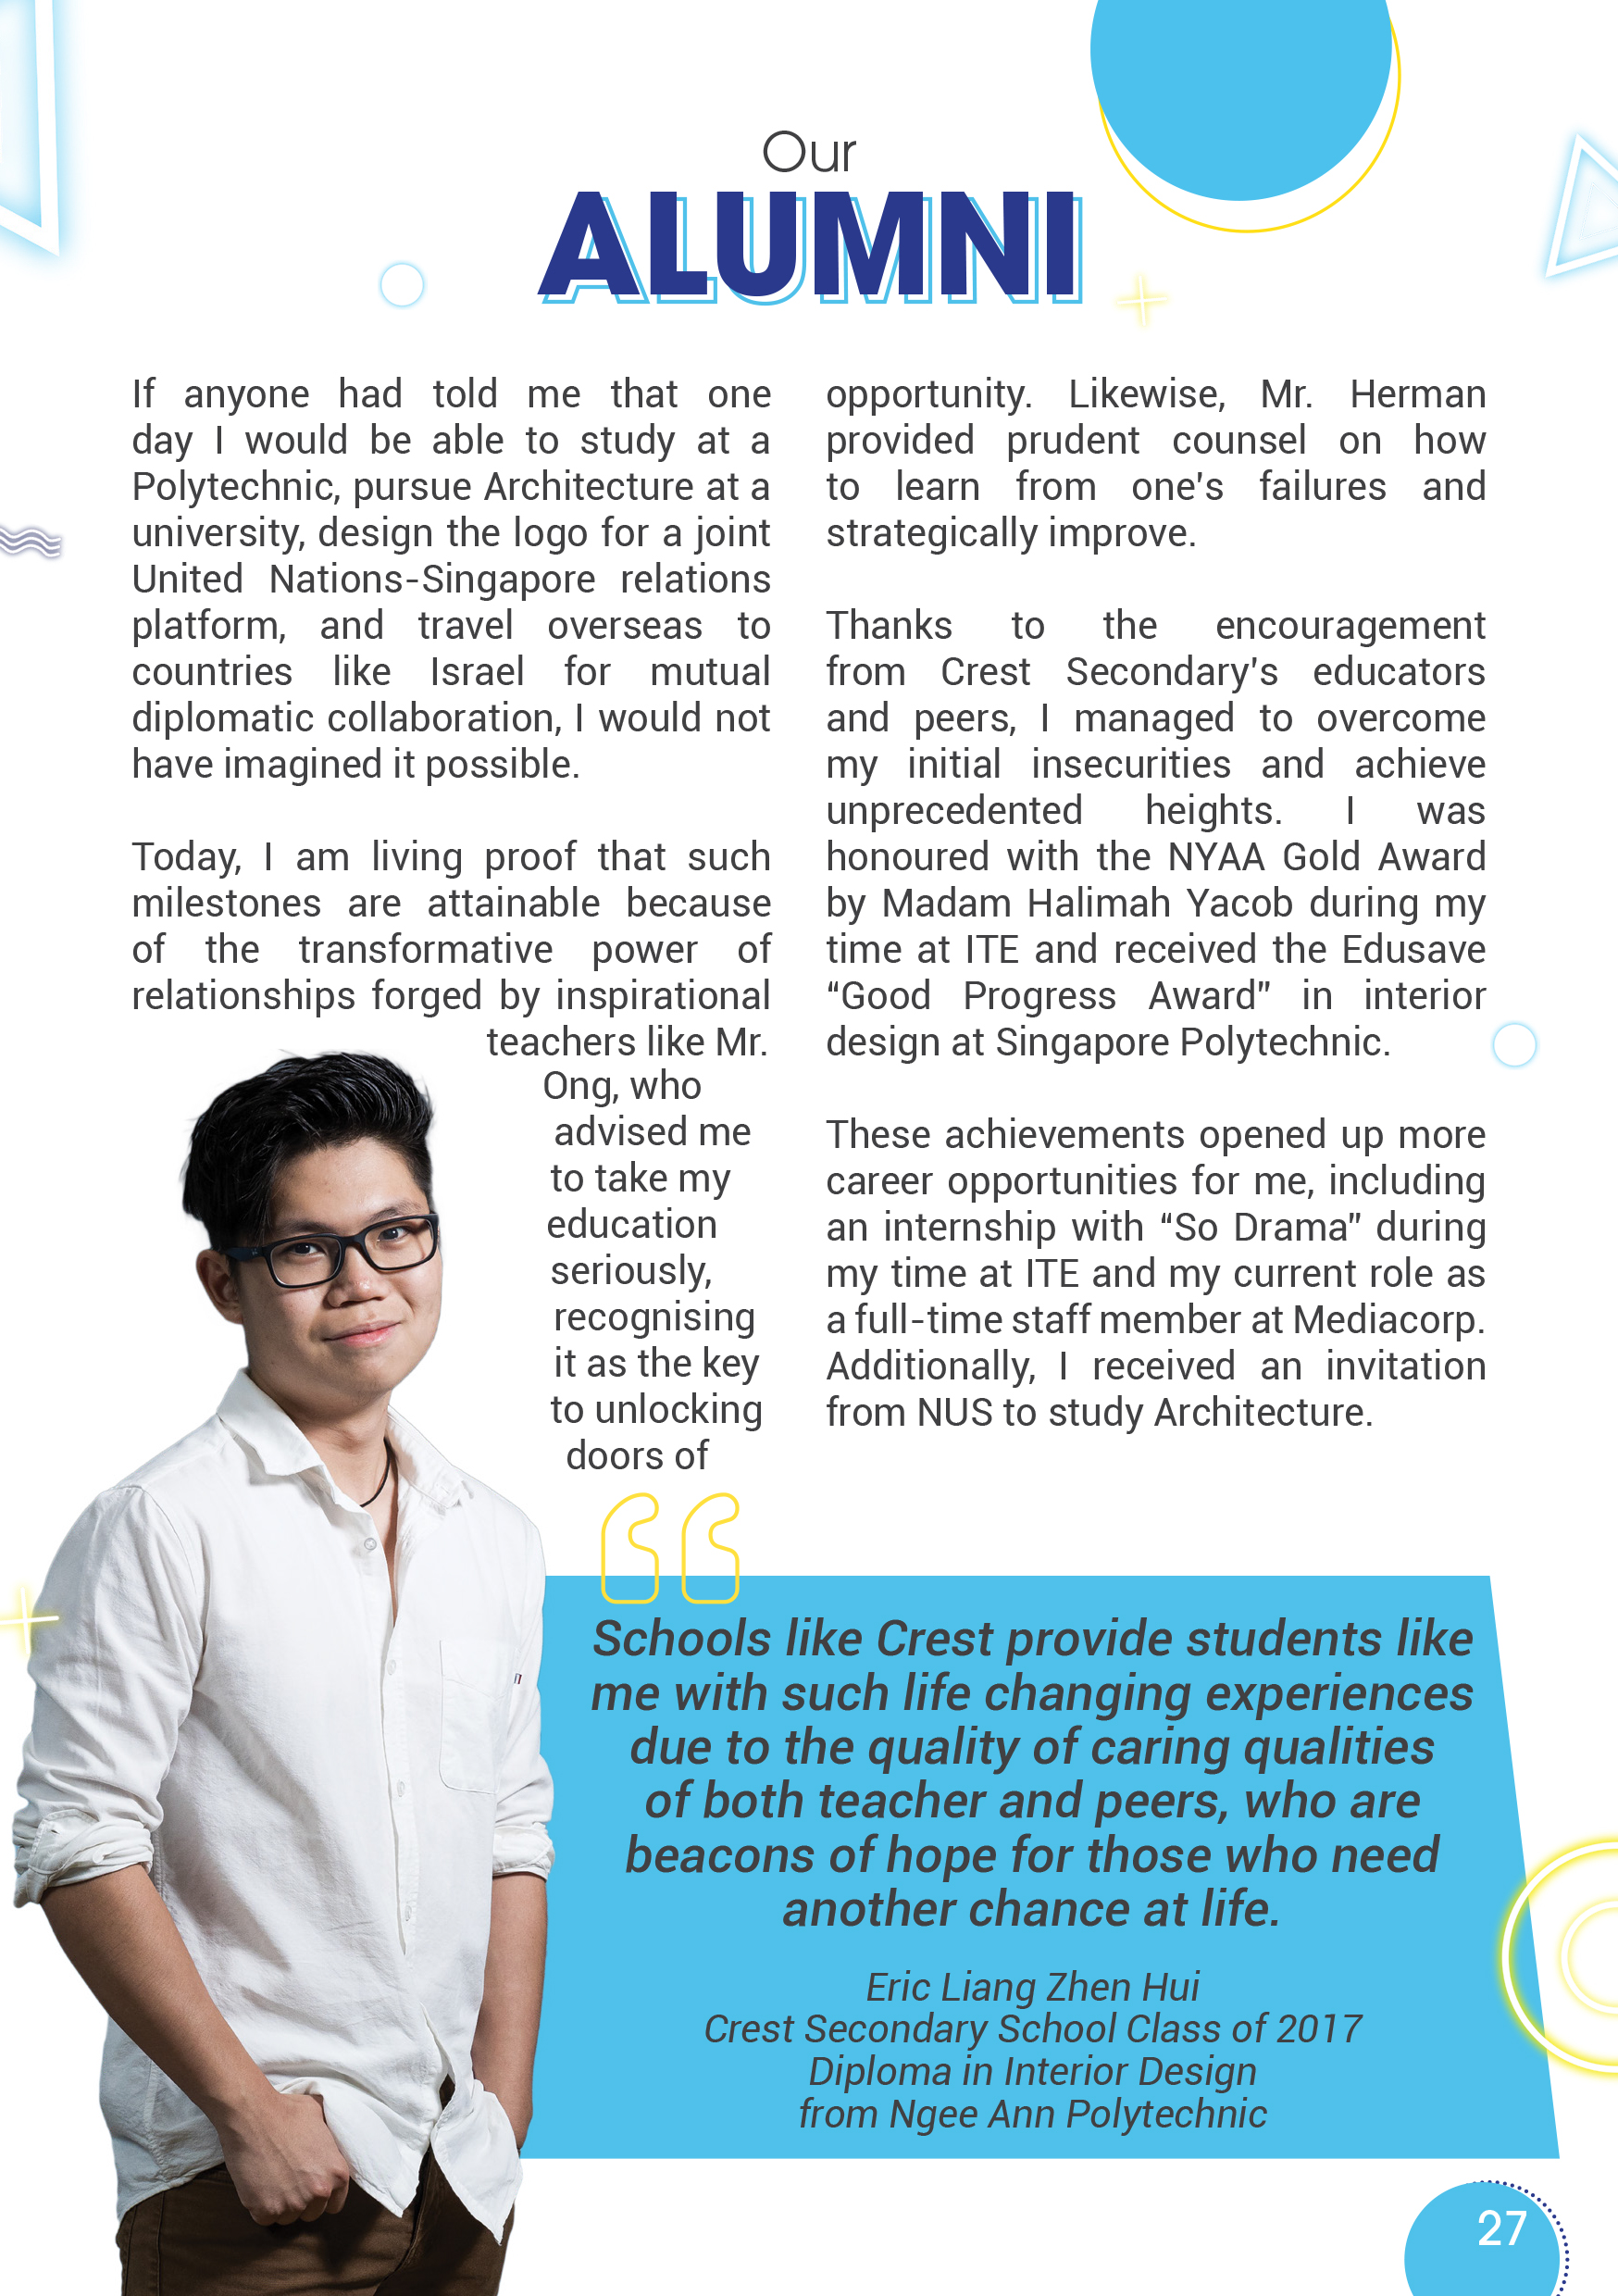 Our
ALUMNI
If anyone had told me that one
day I would be able to study at a
Polytechnic, pursue Architecture at a
university, design the logo for a joint
United Nations-Singapore relations
platform, and travel overseas to
countries like Israel for mutual
diplomatic collaboration, I would not
have imagined it possible.
Today, I am living proof that such
milestones are attainable because
of the transformative power of
relationships forged by inspirational
teachers like Mr.
Ong, who
advised me
to take my
education
seriously,
recognising
it as the key
to unlocking
doors of
opportunity. Likewise, Mr. Herman
provided prudent counsel on how
to learn from one's failures and
strategically improve.
Thanks to the encouragement
from Crest Secondary's educators
and peers, I managed to overcome
my initial insecurities and achieve
unprecedented heights. I was
honoured with the NYAA Gold Award
by Madam Halimah Yacob during my
time at ITE and received the Edusave
“Good Progress Award” in interior
design at Singapore Polytechnic.
These achievements opened up more
career opportunities for me, including
an internship with “So Drama” during
my time at ITE and my current role as
a full-time staff member at Mediacorp.
Additionally, I received an invitation
from NUS to study Architecture.
Schools like Crest provide students like
me with such life changing experiences
due to the quality of caring qualities
of both teacher and peers, who are
beacons of hope for those who need
another chance at life.
Eric Liang Zhen Hui
Crest Secondary School Class of 2017
Diploma in Interior Design
from Ngee Ann Polytechnic
27